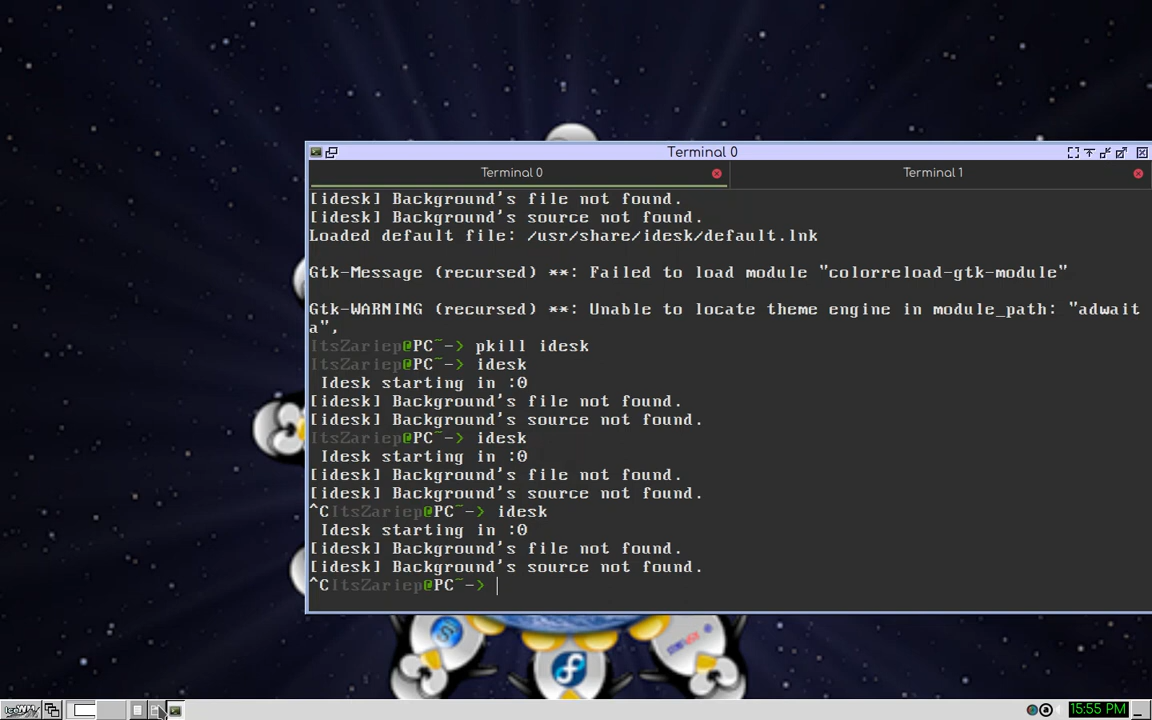 Terminal 0
Terminal 0
Terminal 1
[idesk] Background's file not found.
[idesk] Background's source not found.
Loaded default file: /usr/share/idesk/default.lnk
Gtk-Message (recursed) **: Failed to load module "colorreload-gtk-module"
Gtk-WARNING (recursed) **: Unable to locate theme engine in module_path: "adwait
a",
ItsZariep@PC~-> pkill idesk
ItsZariep@PC~-> idesk
Idesk starting in :0
[idesk] Background's file not found.
[idesk] Background's source not found.
ItsZariep@PC~-> idesk
Idesk starting in :0
[idesk] Background's file not found.
[idesk] Background's source not found.
^CItsZariep@PC~-> idesk
Idesk starting in :0
[idesk] Background's file not found.
[idesk] Background's source not found.
^CItsZariep@PC~->
15:55 PM